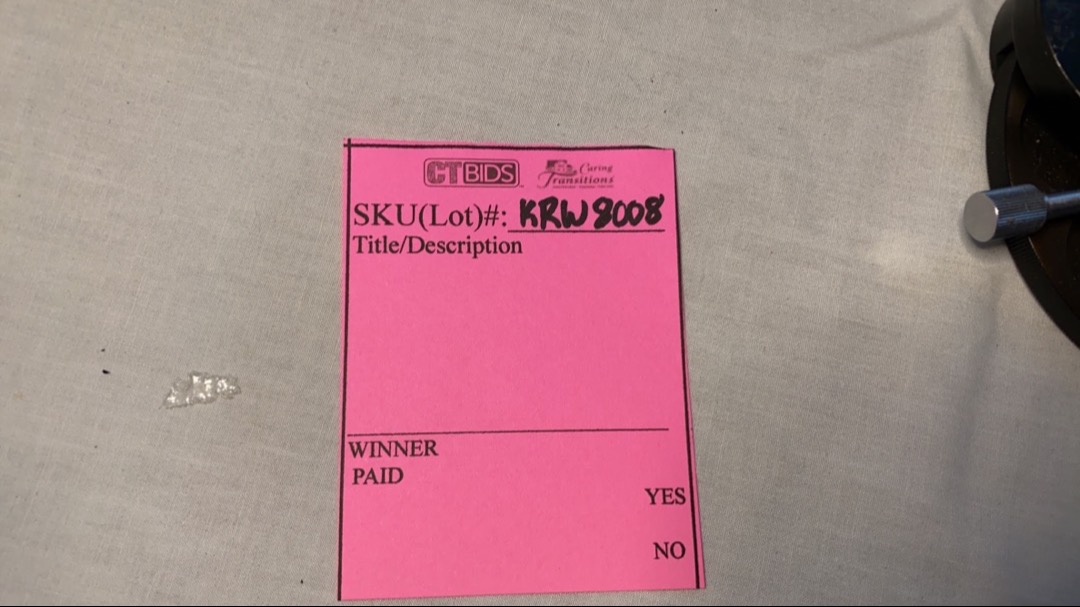 CTBIDS Caring Transitions
SKU(Lot)#: KRW8008
Title/Description
WINNER
PAID
YES
NO